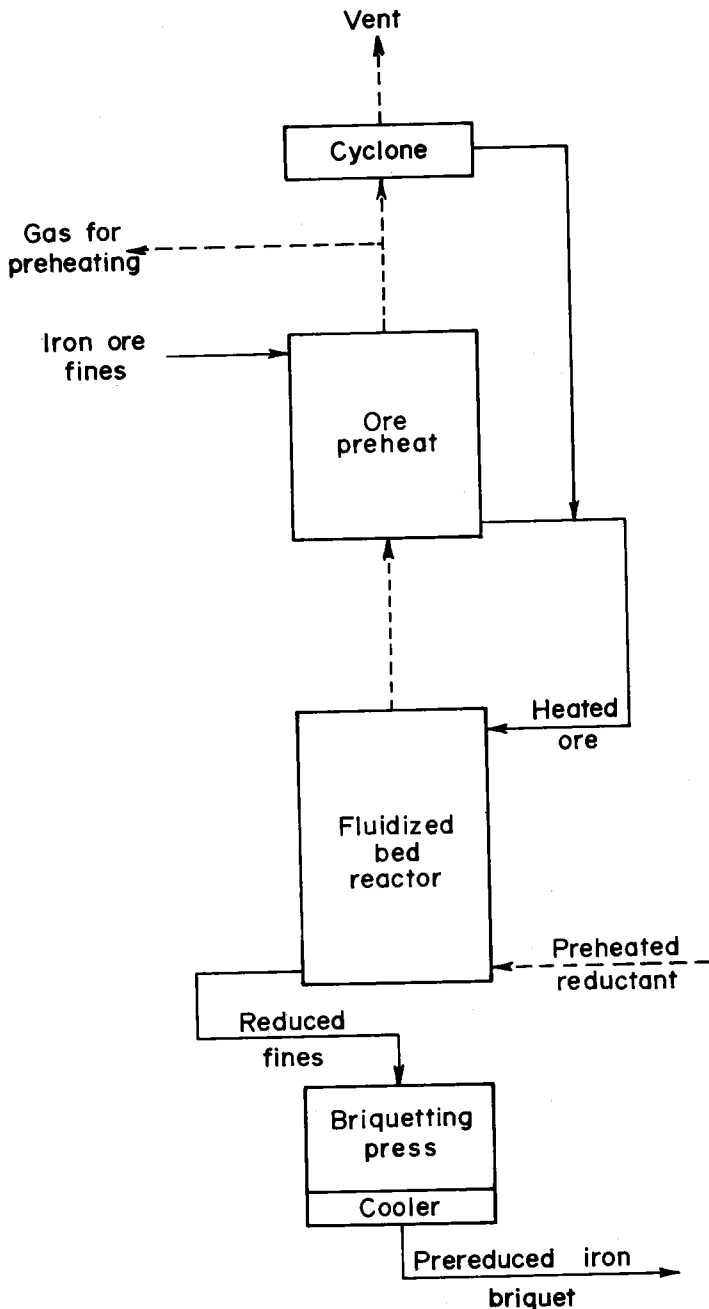 Vent
Cyclone
Gas for
preheating
Iron ore
fines
Ore
preheat
Heated
ore
Fluidized
bed
reactor
Preheated
reductant
Reduced
fines
Briquetting
press
Cooler
Prereduced iron
briquet